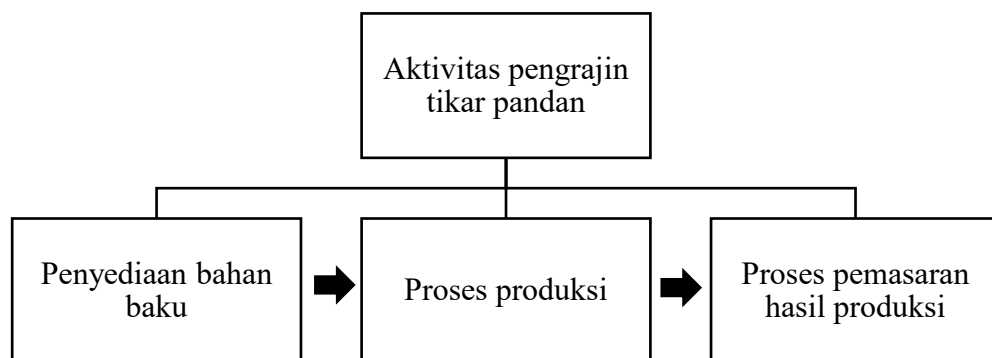 Aktivitas pengrajin
tikar pandan
Penyediaan bahan
baku
Proses produksi
Proses pemasaran
hasil produksi